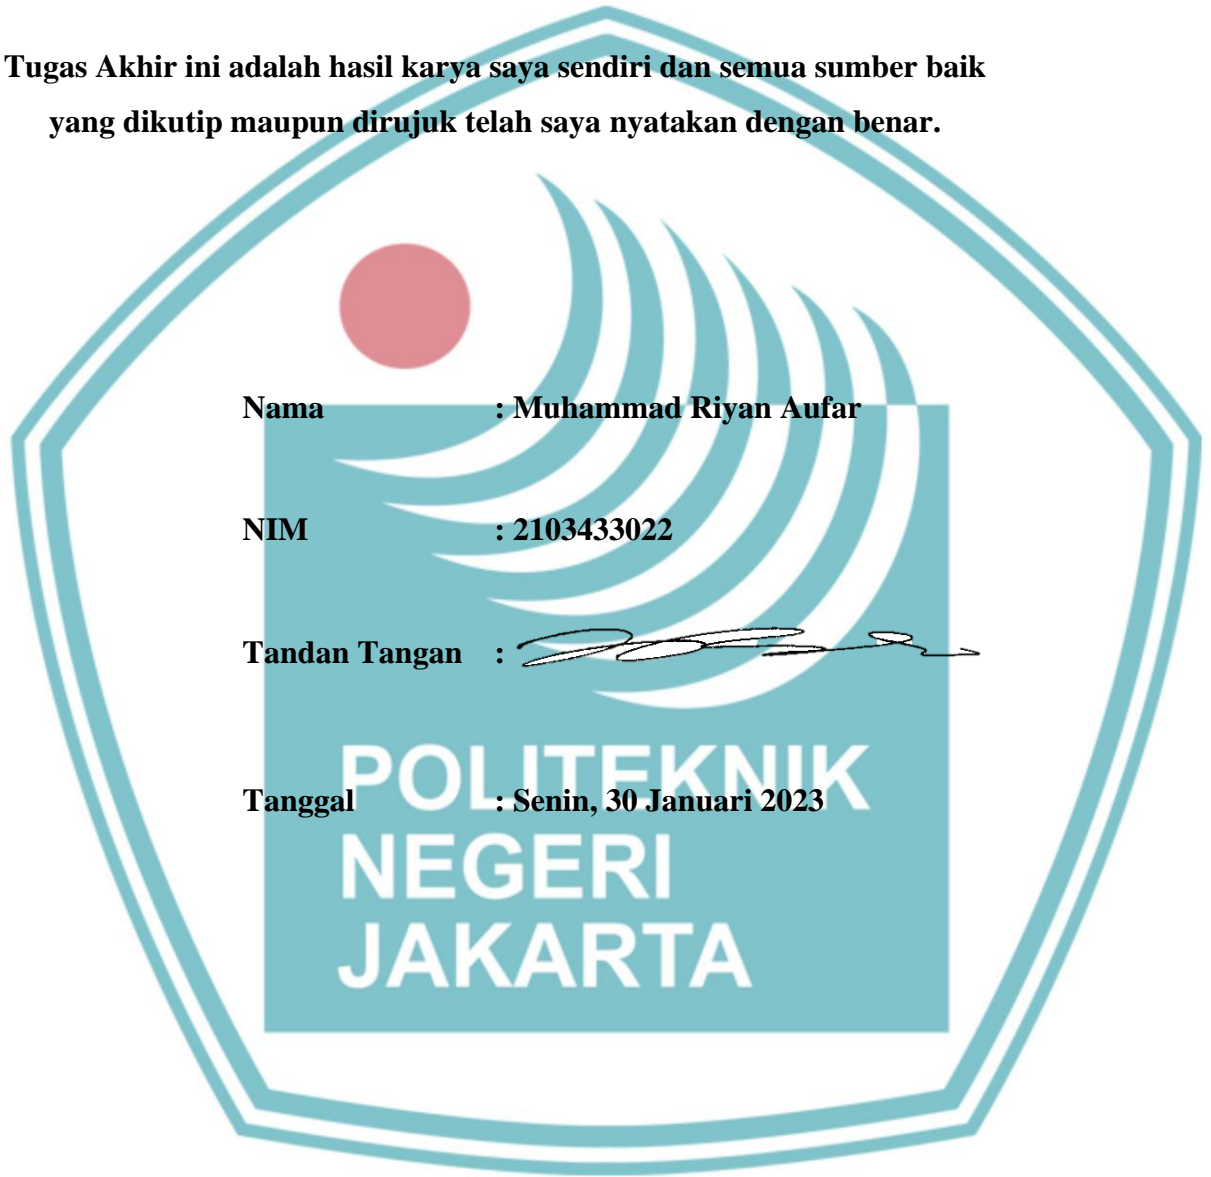 Tugas Akhir ini adalah hasil karya saya sendiri dan semua sumber baik
yang dikutip maupun dirujuk telah saya nyatakan dengan benar.
Nama : Muhammad Riyan Aufar
NIM : 2103433022
Tandan Tangan :
Tanggal : Senin, 30 Januari 2023
POLITEKNIK
NEGERI
JAKARTA